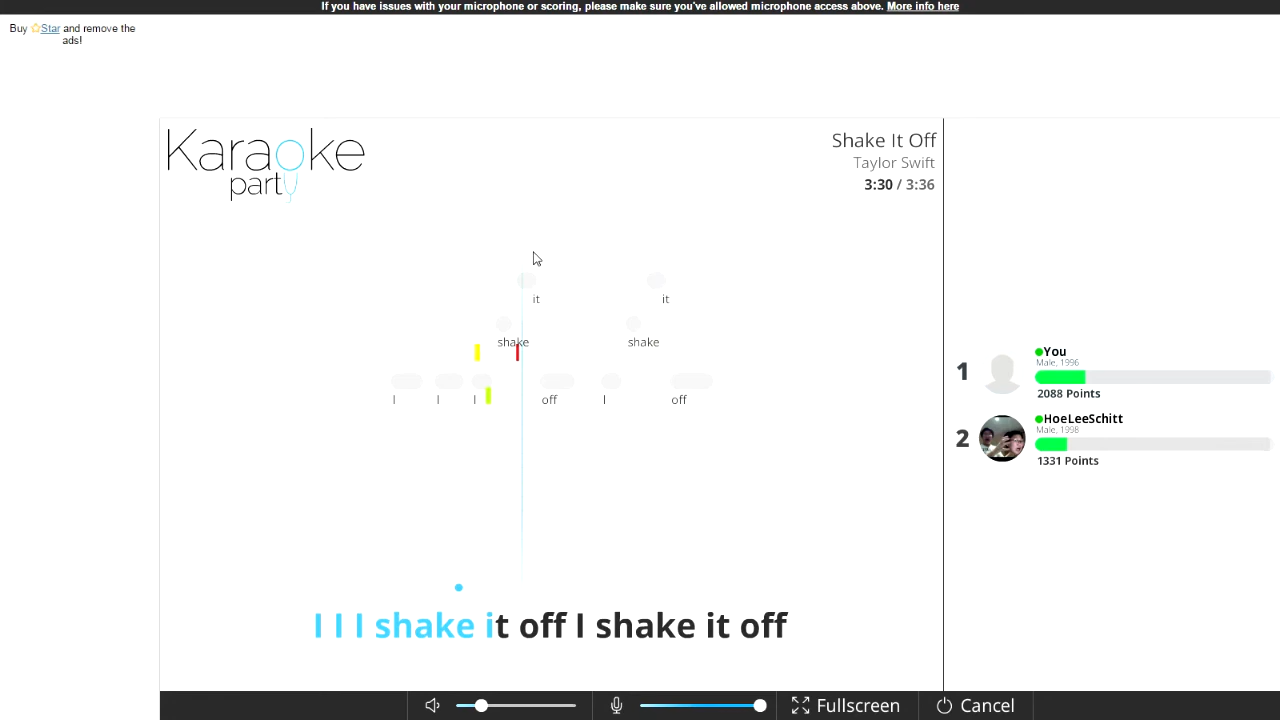 If you have issues with your microphone or scoring, please make sure you've allowed microphone access above. More info here
Buy Star and remove the
ads!
Karaoke
party
Shake It Off
Taylor Swift
3:30 / 3:36
it it
shake shake
I I I off I off
I I I shake it off I shake it off
1
You
Male, 1996
2088 Points
2
HoeLeeSchitt
Male, 1998
1331 Points
Fullscreen
Cancel